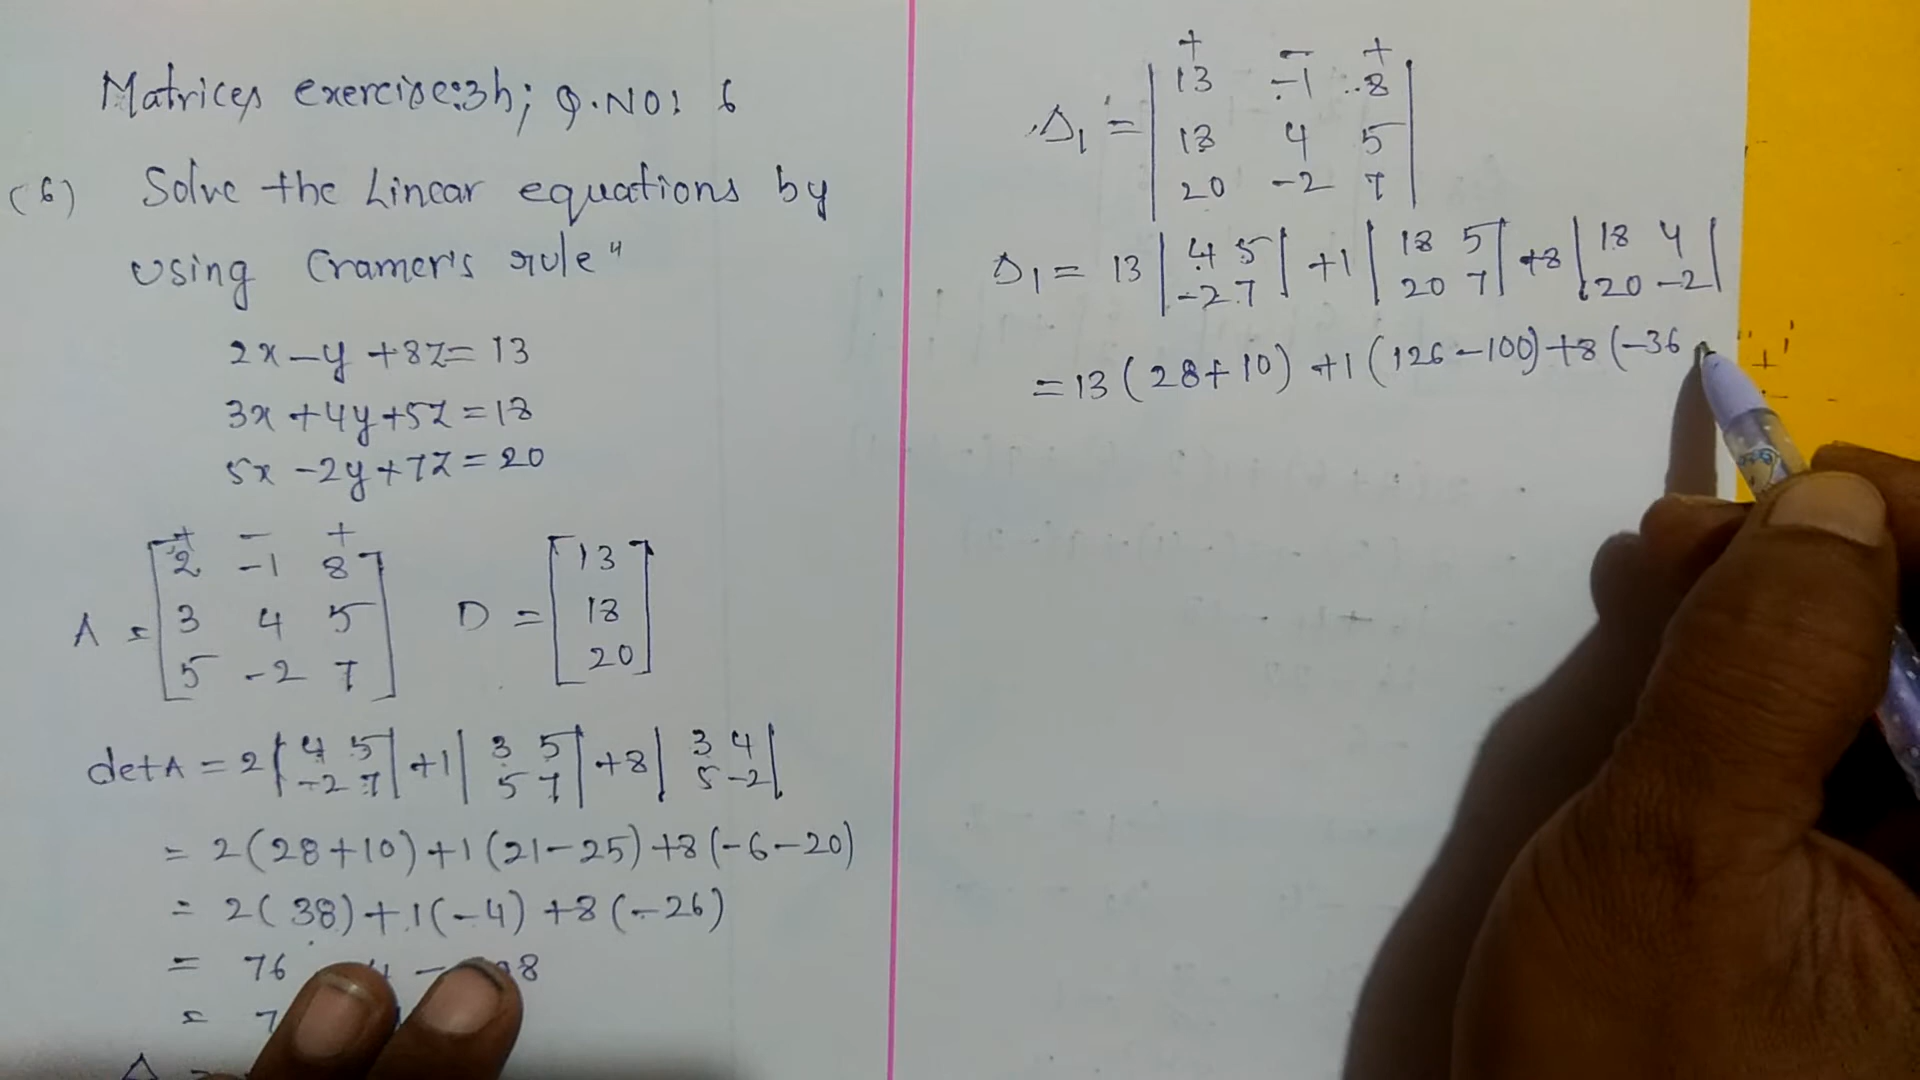 Matrices exercise:3h; Q.NO: 6
(6) Solve the Linear equations by
using Cramer's rule"
2x - y + 8z = 13
3x + 4y + 5z = 18
5x - 2y + 7z = 20
+ - +
2 -1 8
A = 3 4 5 D = 13 18 20
5 -2 7
det A = 2 | 4 5 -2 7 | + 1 | 3 5 5 7 | + 8 | 3 4 5 -2 |
= 2(28+10) + 1(21-25) + 8(-6-20)
= 2(38) + 1(-4) + 8(-26)
= 76
= 7
+ - +
13 -1 8
Δ1 = 18 4 5
20 -2 7
Δ1 = 13 | 4 5 -2 7 | +1 | 18 5 20 7 | +8 | 18 4 20 -2 |
= 13(28+10) +1(126-100)+8(-36